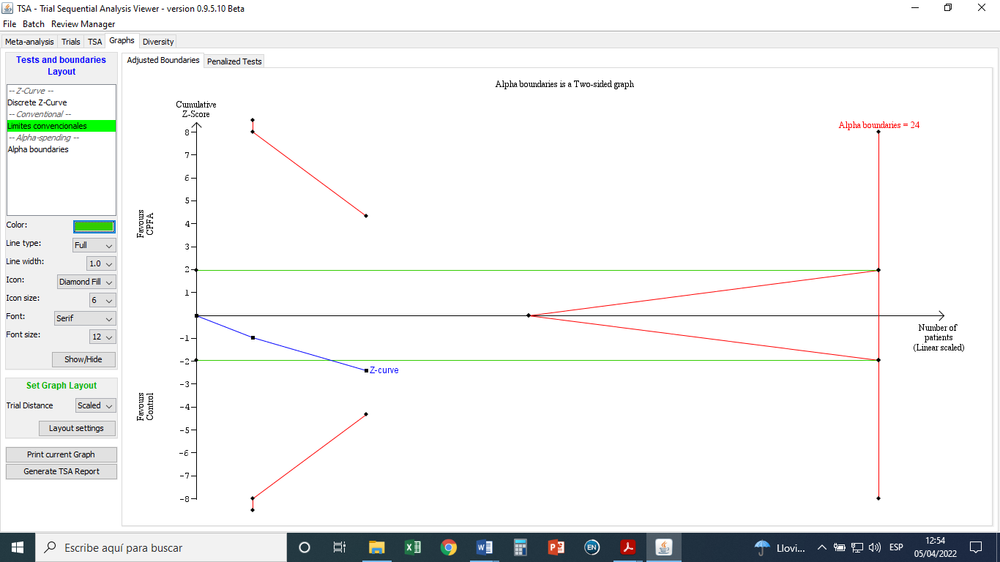 TSA - Trial Sequential Analysis Viewer - version 0.9.5.10 Beta
File Batch Review Manager
Meta-analysis Trials TSA Graphs Diversity
Tests and boundaries
Layout
-- Z-Curve --
Discrete Z-Curve
-- Conventional --
Limites convencionales
-- Alpha-spending --
Alpha boundaries
Color:
Line type: Full
Line width: 1.0
Icon: Diamond Fill
Icon size: 6
Font: Serif
Font size: 12
Show/Hide
Set Graph Layout
Trial Distance Scaled
Layout settings
Print current Graph
Generate TSA Report
Adjusted Boundaries Penalized Tests
Alpha boundaries is a Two-sided graph
Cumulative
Z-Score
Alpha boundaries = 24
8
7
6
5
4
3
2
1
-1
-2
-3
-4
-5
-6
-7
-8
Favours
CPFA
Favours
Control
Z-curve
Number of
patients
(Linear scaled)
Escribe aquí para buscar
EN
Llovi...
ESP
12:54
05/04/2022